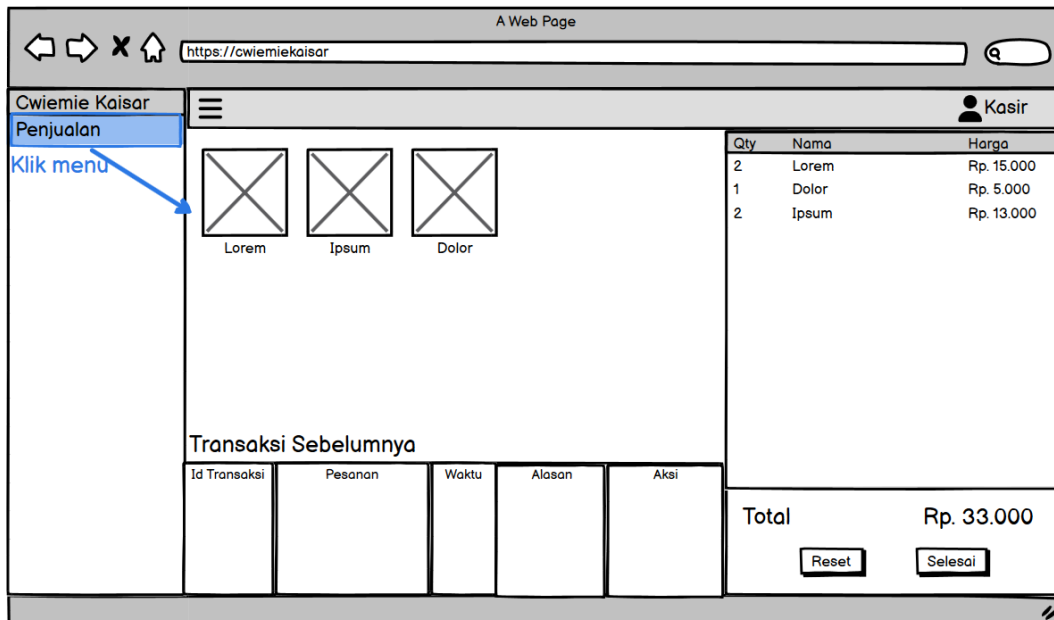 A Web Page
https://cwiemiekaisar
Cwiemie Kaisar
Kasir
Penjualan
Klik menu
Lorem Ipsum Dolor
Qty Nama Harga
2 Lorem Rp. 15.000
1 Dolor Rp. 5.000
2 Ipsum Rp. 13.000
Transaksi Sebelumnya
Id Transaksi Pesanan Waktu Alasan Aksi
Total Rp. 33.000
Reset Selesai